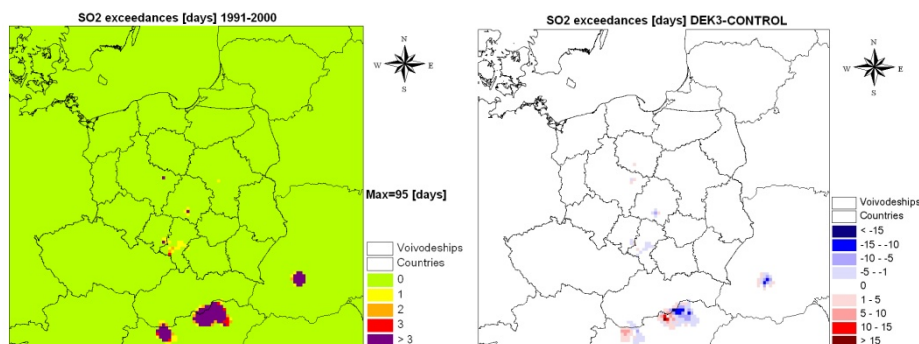 SO2 exceedances [days] 1991-2000
N
W E
S
Max=95 [days]
Voivodeships
Countries
0
1
2
3
> 3
SO2 exceedances [days] DEK3-CONTROL
N
W E
S
Voivodeships
Countries
< -15
-15 - -10
-10 - -5
-5 - -1
0
1 - 5
5 - 10
10 - 15
> 15